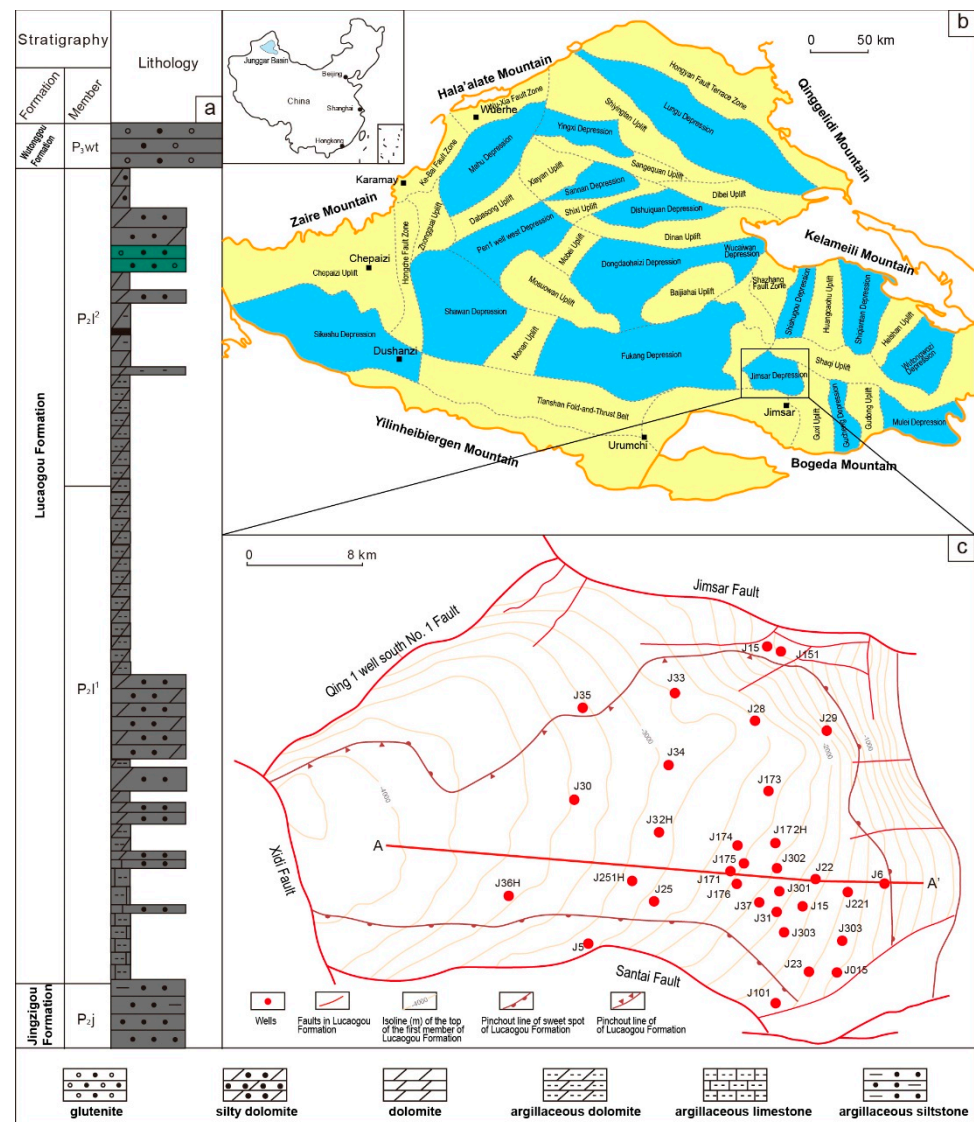 Stratigraphy
Lithology
Formation
Member
a
Wutonggou
Formation
P₃wt
Lucaogou Formation
P₂l²
P₂l¹
Jingzigou
Formation
P₂j
Junggar Basin
Beijing
China
Shanghai
Hongkong
b
0 50 km
Hala'alate Mountain
Qinggelidi Mountain
Zaire Mountain
Kelameili Mountain
Yilinheibiergen Mountain
Bogeda Mountain
Wu-Xia Fault Zone
Wuerhe
Hongyan Fault Terrace Zone
Ke-Bai Fault Zone
Mahu Depression
Yingxi Depression
Shiyingtan Uplift
Lungu Depression
Karamay
Xiayan Uplift
Sangequan Uplift
Sannan Depression
Dibei Uplift
Zhongguai Uplift
Dabasong Uplift
Shixi Uplift
Dishuiquan Depression
Hongche Fault Zone
Pen 1 well west Depression
Mobei Uplift
Dinan Uplift
Chepaizi
Chepaizi Uplift
Dongdaohaizi Depression
Wucaiwan
Depression
Mosuowan Uplift
Baijiahai Uplift
Shazhang
Fault Zone
Shishugou Depression
Huangcaohu Uplift
Shiqiantan Depression
Heishan Uplift
Wutongwozi
Depression
Sikeshu Depression
Shawan Depression
Monan Uplift
Fukang Depression
Shaqi Uplift
Dushanzi
Jimsar Depression
Jimsar
Guxi Uplift
Gucheng Depression
Gudong Uplift
Mulei Depression
Tianshan Fold-and-Thrust Belt
Urumchi
c
0 8 km
Jimsar Fault
Qing 1 well south No. 1 Fault
Xidi Fault
Santai Fault
J15
J151
J33
J35
J28
J29
-3000
-2000
-1000
-4000
J34
J30
J173
J32H
J174
J172H
A
J175
J302
J22
J6
A'
J251H
J171
J176
J301
J221
J36H
J25
J37
J15
J31
J303
J303
J5
J23
J015
J101
-4000
Wells
Faults in Lucaogou
Formation
Isoline (m) of the top
of the first member of
Lucaogou Formation
Pinchout line of sweet spot
of Lucaogou Formation
Pinchout line of
of Lucaogou Formation
glutenite
silty dolomite
dolomite
argillaceous dolomite
argillaceous limestone
argillaceous siltstone